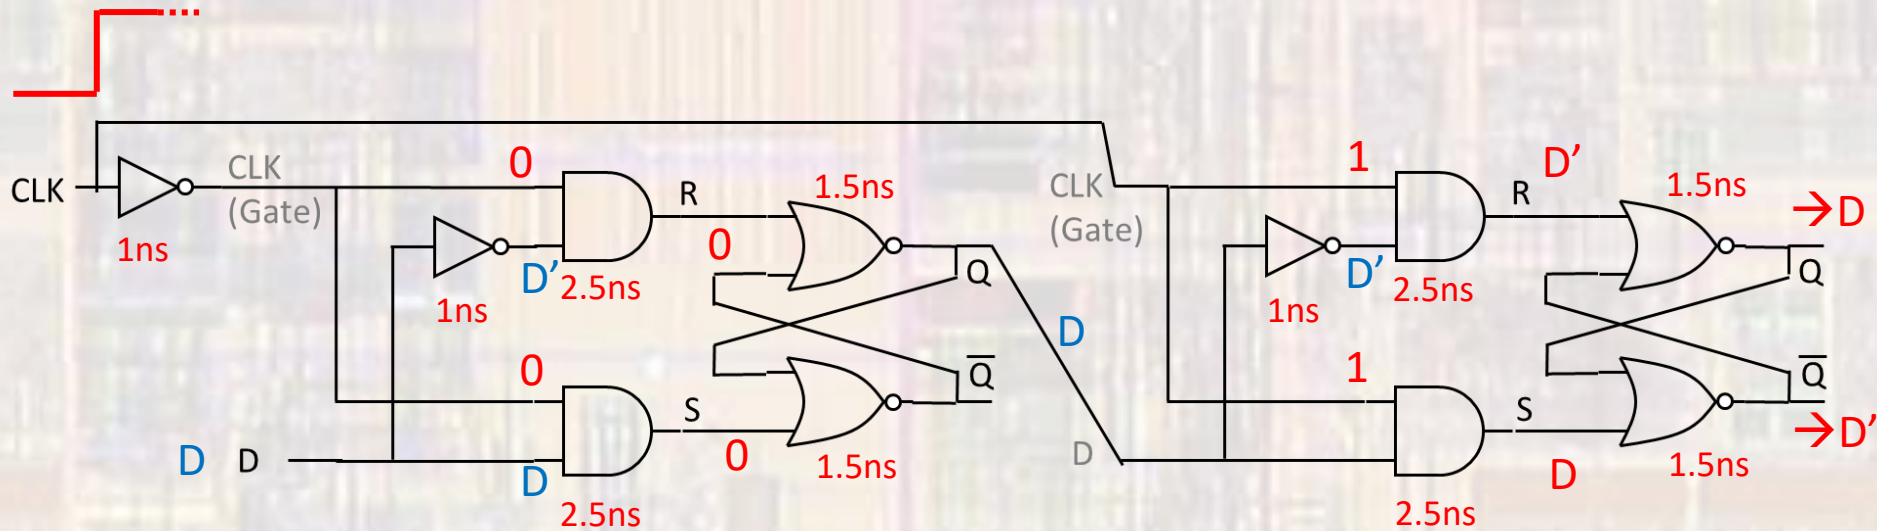 CLK
1ns
CLK
(Gate)
0
D'
1ns
2.5ns
R
0
1.5ns
Q
0
D D
D
2.5ns
S
0
1.5ns
Q̅
D
CLK
(Gate)
D
1
D'
1ns
2.5ns
R
D'
1.5ns
→D
Q
1
2.5ns
S
D
1.5ns
Q̅
→D'